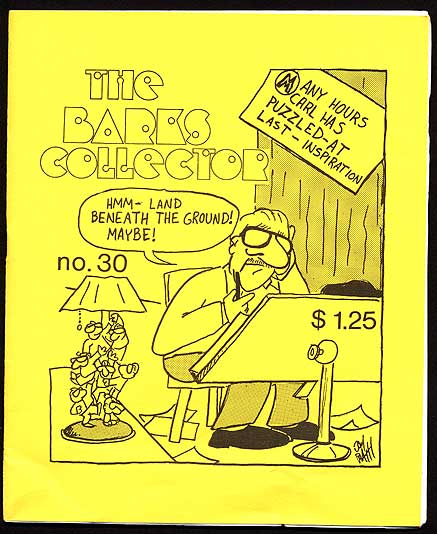 THE
BARKS
COLLECTOR
MANY HOURS
CARL HAS
PUZZLED-AT
LAST-INSPIRATION
HMM- LAND
BENEATH THE GROUND!
MAYBE!
no. 30
$ 1.25